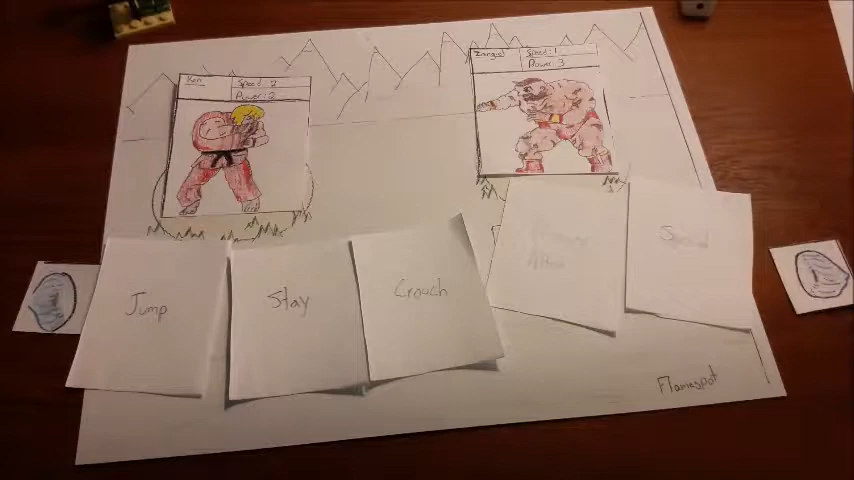 Ken
Speed: 2
Power: 2
Zangief
Speed: 1
Power 3
Jump
Stay
Crouch
Special
Flamespot